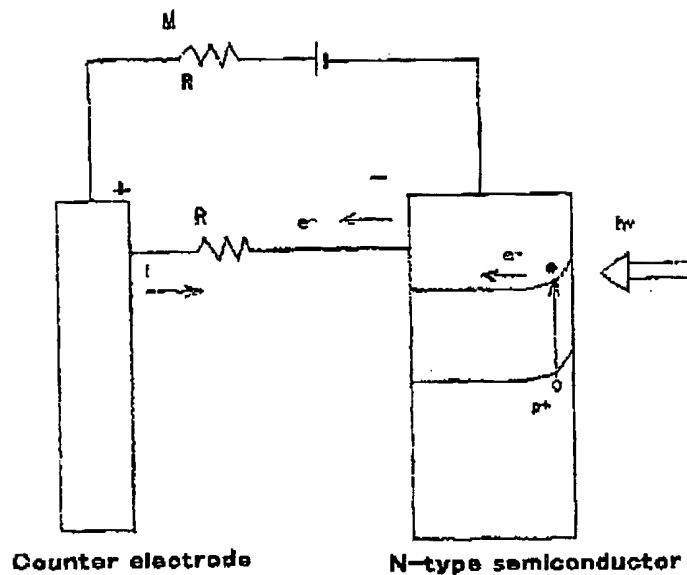 M
R
+
−
R
e-
hν
I
e-
p+
Counter electrode
N-type semiconductor